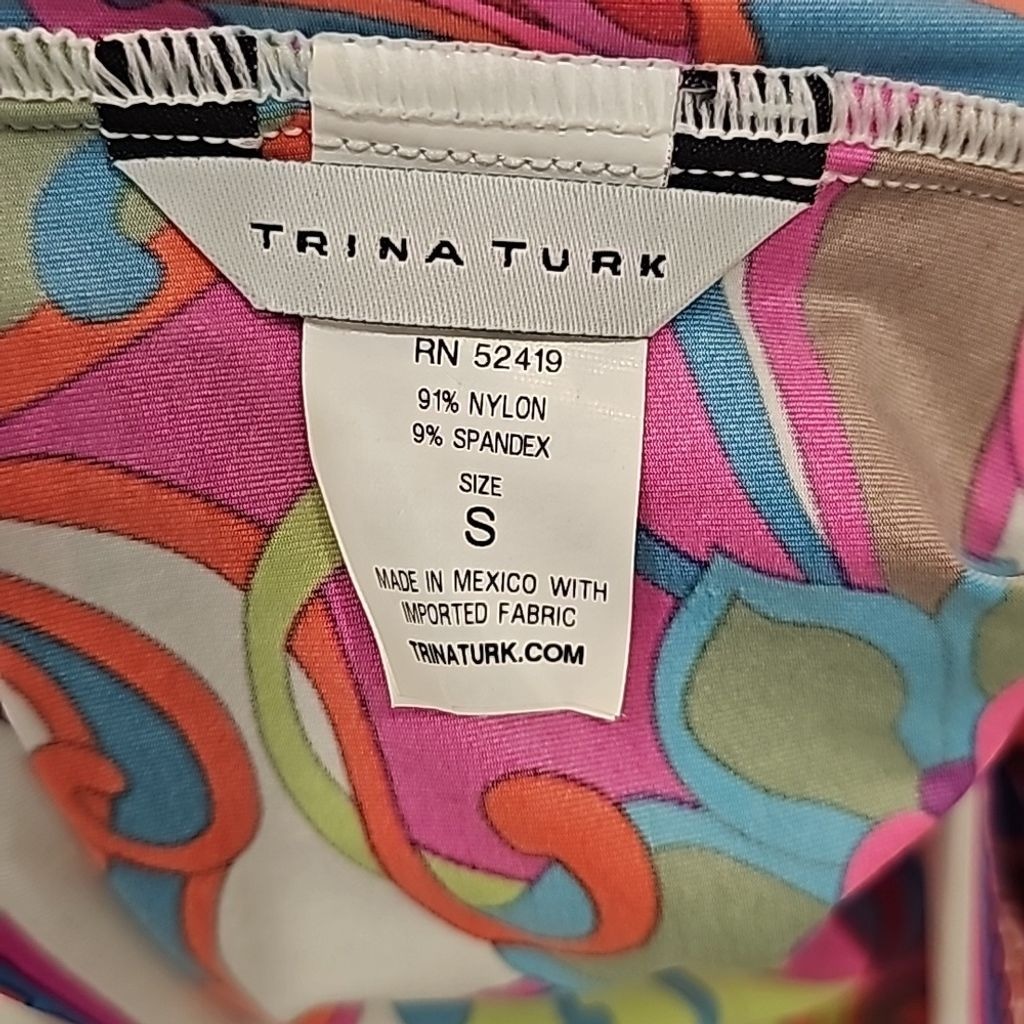 TRINA TURK
RN 52419
91% NYLON
9% SPANDEX
SIZE
S
MADE IN MEXICO WITH
IMPORTED FABRIC
TRINATURK.COM